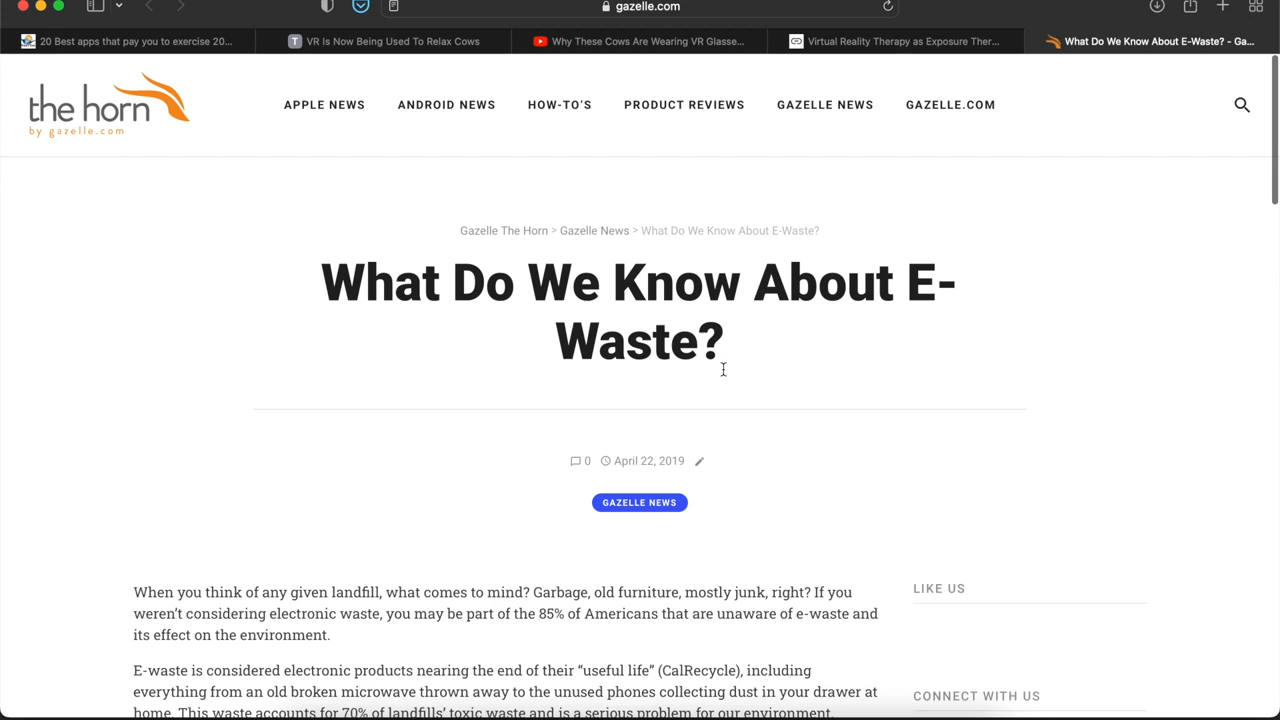 gazelle.com
20 Best apps that pay you to exercise 20...
VR Is Now Being Used To Relax Cows
Why These Cows Are Wearing VR Glasse...
Virtual Reality Therapy as Exposure Ther...
What Do We Know About E-Waste? - Ga...
the horn
by gazelle.com
APPLE NEWS
ANDROID NEWS
HOW-TO'S
PRODUCT REVIEWS
GAZELLE NEWS
GAZELLE.COM
Gazelle The Horn > Gazelle News > What Do We Know About E-Waste?
What Do We Know About E-
Waste?
0 April 22, 2019
GAZELLE NEWS
When you think of any given landfill, what comes to mind? Garbage, old furniture, mostly junk, right? If you
weren't considering electronic waste, you may be part of the 85% of Americans that are unaware of e-waste and
its effect on the environment.
E-waste is considered electronic products nearing the end of their “useful life” (CalRecycle), including
everything from an old broken microwave thrown away to the unused phones collecting dust in your drawer at
home. This waste accounts for 70% of landfills' toxic waste and is a serious problem for our environment.
LIKE US
CONNECT WITH US